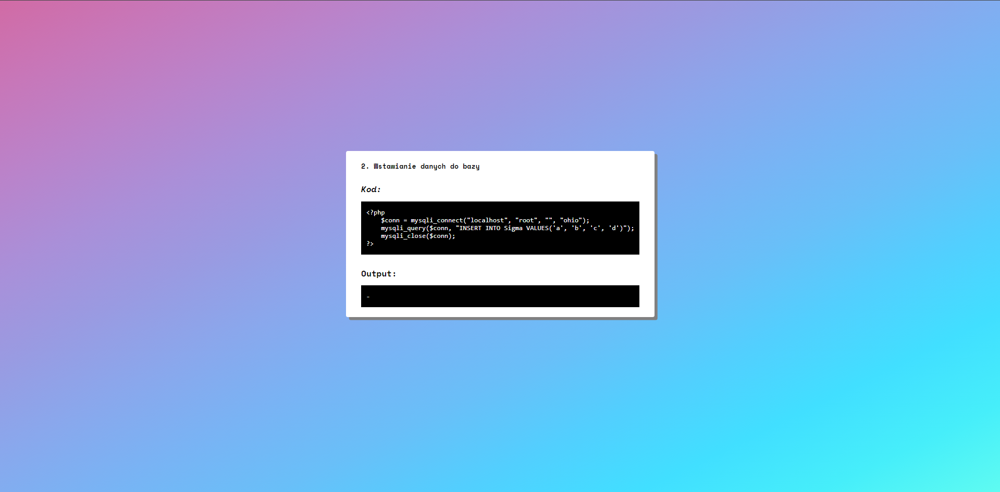 2. Wstawianie danych do bazy
Kod:
<?php
    $conn = mysqli_connect("localhost", "root", "", "ohio");
    mysqli_query($conn, "INSERT INTO Sigma VALUES('a', 'b', 'c', 'd')");
    mysqli_close($conn);
?>
Output:
-